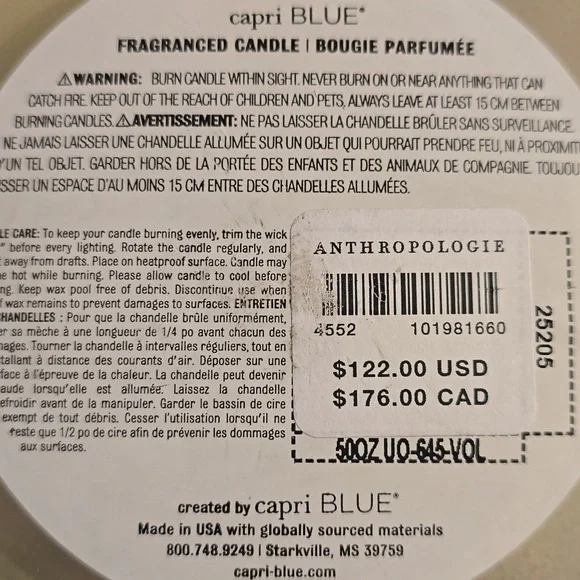 capri BLUE®
FRAGRANCED CANDLE | BOUGIE PARFUMÉE
⚠WARNING: BURN CANDLE WITHIN SIGHT. NEVER BURN ON OR NEAR ANYTHING THAT CAN
CATCH FIRE. KEEP OUT OF THE REACH OF CHILDREN AND PETS, ALWAYS LEAVE AT LEAST 15 CM BETWEEN
BURNING CANDLES. ⚠AVERTISSEMENT: NE PAS LAISSER LA CHANDELLE BRÛLER SANS SURVEILLANCE.
NE JAMAIS LAISSER UNE CHANDELLE ALLUMÉE SUR UN OBJET QUI POURRAIT PRENDRE FEU, NI À PROXIMIT
D'UN TEL OBJET. GARDER HORS DE LA PORTÉE DES ENFANTS ET DES ANIMAUX DE COMPAGNIE. TOUJOU
SSER UN ESPACE D'AU MOINS 15 CM ENTRE DES CHANDELLES ALLUMÉES.
LE CARE: To keep your candle burning evenly, trim the wick
" before every lighting. Rotate the candle regularly, and
t away from drafts. Place on heatproof surface. Candle may
ne hot while burning. Please allow candle to cool before
ng. Keep wax pool free of debris. Discontinue use when
f wax remains to prevent damages to surfaces. ENTRETIEN
CHANDELLES : Pour que la chandelle brûle uniformément,
er sa mèche à une longueur de 1/4 po avant chacun des
nages. Tourner la chandelle à intervalles réguliers, tout en
tallant à distance des courants d'air. Déposer sur une
face à l'épreuve de la chaleur. La chandelle peut devenir
aude lorsqu'elle est allumée. Laissez la chandelle
efroidir avant de la manipuler. Garder le bassin de cire
exempt de tout débris. Cesser l'utilisation lorsqu'il ne
reste que 1/2 po de cire afin de prévenir les dommages
aux surfaces.
ANTHROPOLOGIE
4552 101981660
$122.00 USD
$176.00 CAD
25205
50OZ UO-645-VOL
created by capri BLUE®
Made in USA with globally sourced materials
800.748.9249 | Starkville, MS 39759
capri-blue.com